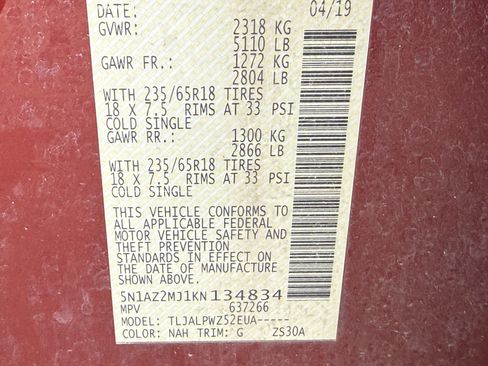 DATE: 04/19
GVWR: 2318 KG
5110 LB
GAWR FR.: 1272 KG
2804 LB
WITH 235/65R18 TIRES
18 X 7.5 RIMS AT 33 PSI
COLD SINGLE
GAWR RR.: 1300 KG
2866 LB
WITH 235/65R18 TIRES
18 X 7.5 RIMS AT 33 PSI
COLD SINGLE
THIS VEHICLE CONFORMS TO
ALL APPLICABLE FEDERAL
MOTOR VEHICLE SAFETY AND
THEFT PREVENTION
STANDARDS IN EFFECT ON
THE DATE OF MANUFACTURE
SHOWN ABOVE.
5N1AZ2MJ1KN134834
MPV 637266
MODEL: TLJALPWZ52EUA-----
COLOR: NAH TRIM: G ZS30A